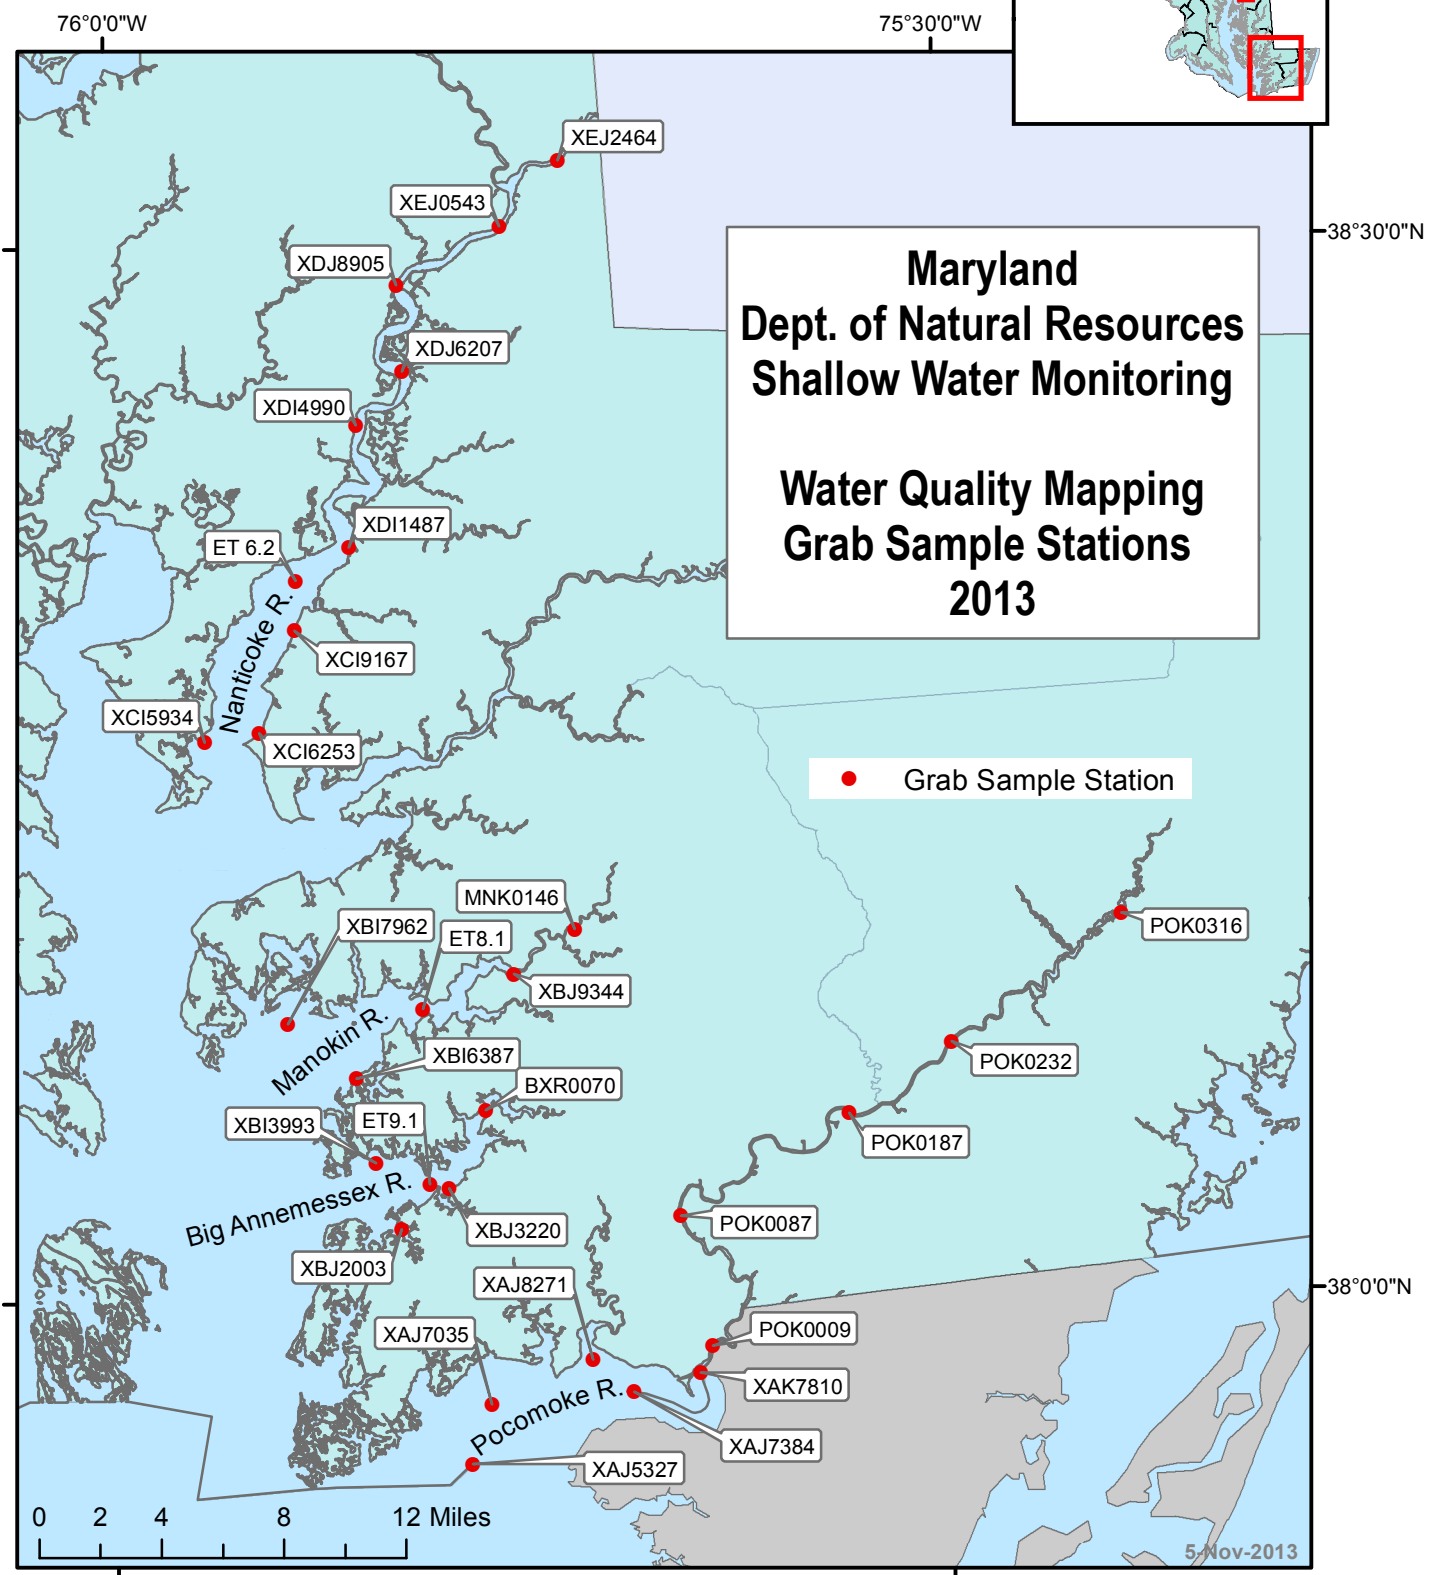 76°0'0"W
75°30'0"W
XEJ2464
XEJ0543
38°30'0"N
XDJ8905
Maryland
Dept. of Natural Resources
Shallow Water Monitoring
Water Quality Mapping
Grab Sample Stations
2013
XDJ6207
XDI4990
XDI1487
ET 6.2
Nanticoke R.
XCI9167
XCI5934
XCI6253
Grab Sample Station
MNK0146
XBI7962
ET8.1
POK0316
XBJ9344
Manokin R.
XBI6387
POK0232
BXR0070
XBI3993
ET9.1
POK0187
Big Annemessex R.
POK0087
XBJ3220
XBJ2003
XAJ8271
38°0'0"N
XAJ7035
POK0009
XAK7810
Pocomoke R.
XAJ7384
XAJ5327
0 2 4 8 12 Miles
5-Nov-2013